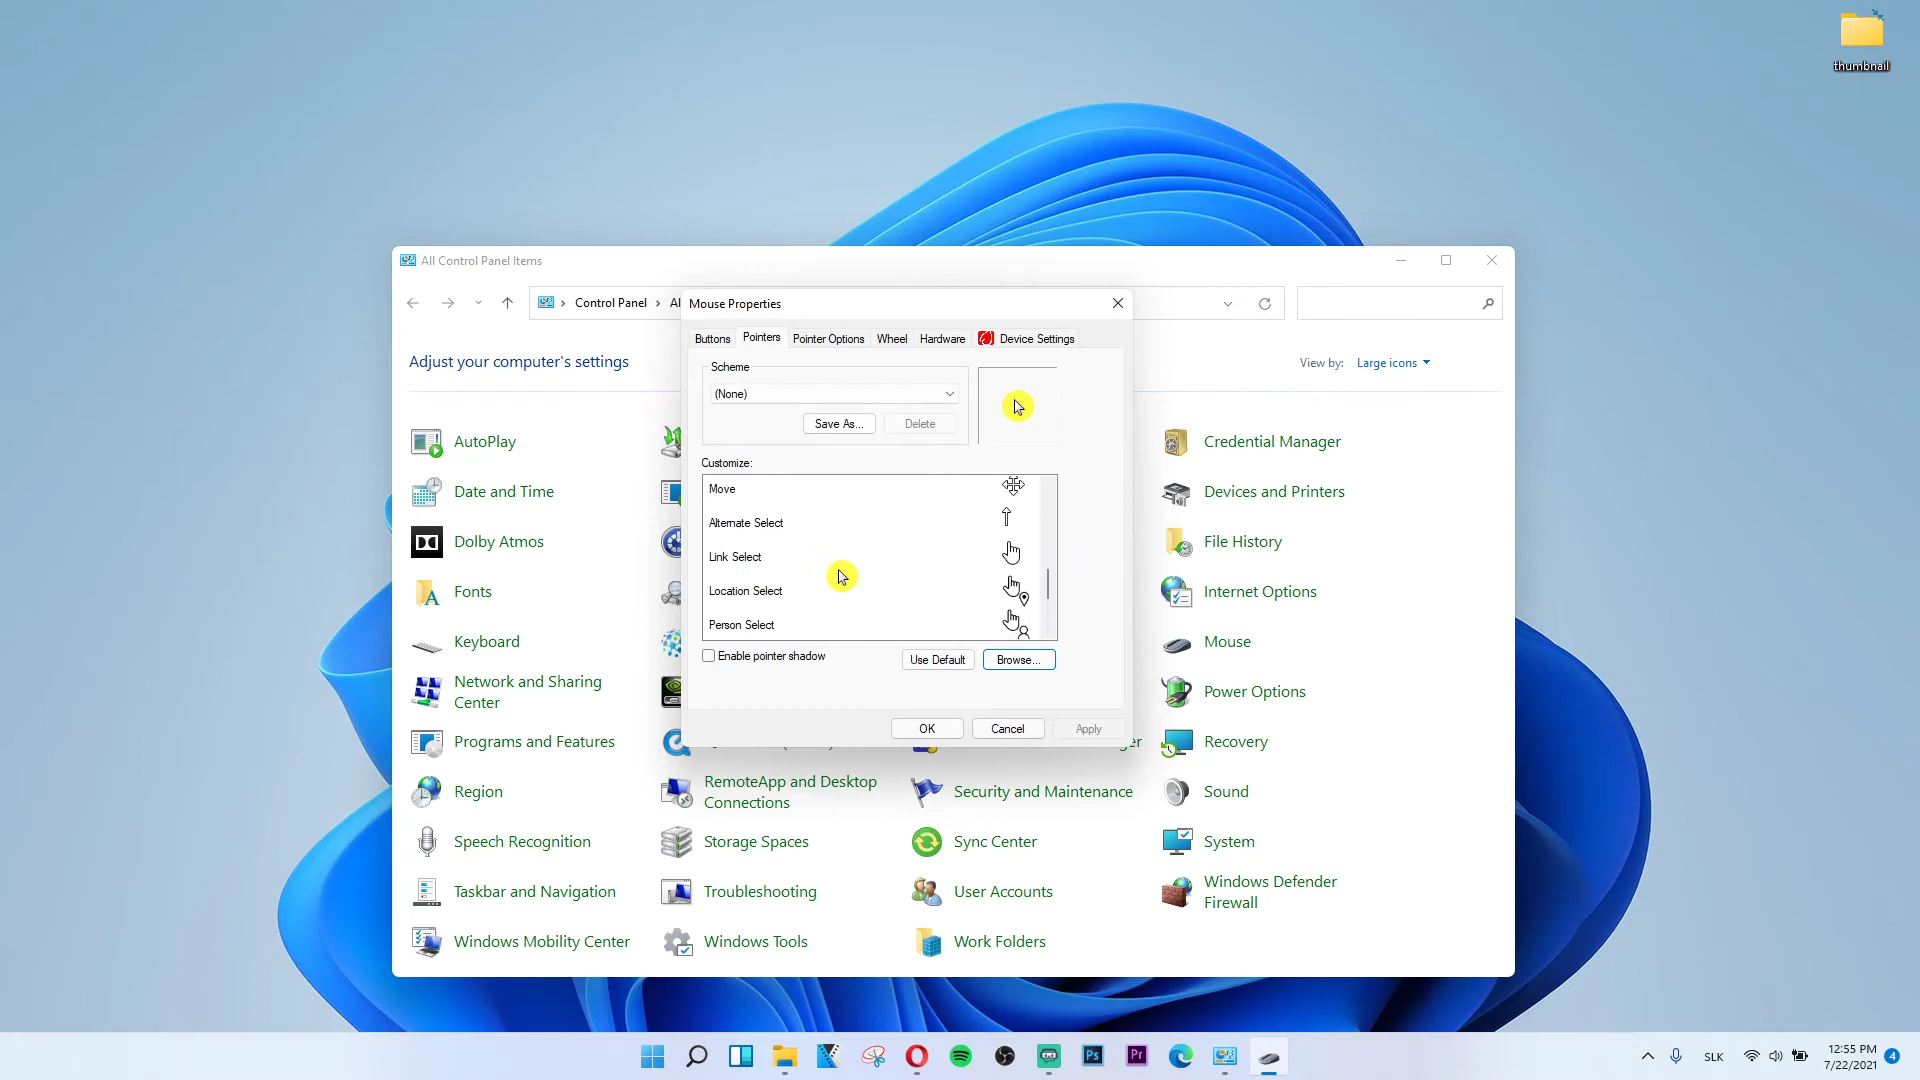 thumbnail
All Control Panel Items
Control Panel
Al
Mouse Properties
Buttons
Pointers
Pointer Options
Wheel
Hardware
Device Settings
Adjust your computer's settings
View by: Large icons
Scheme
(None)
Save As...
Delete
Customize:
Move
Alternate Select
Link Select
Location Select
Person Select
Enable pointer shadow
Use Default
Browse...
OK
Cancel
Apply
AutoPlay
Credential Manager
Date and Time
Devices and Printers
Dolby Atmos
File History
Fonts
Internet Options
Keyboard
Mouse
Network and Sharing
Center
Power Options
Programs and Features
er
Recovery
Region
RemoteApp and Desktop
Connections
Security and Maintenance
Sound
Speech Recognition
Storage Spaces
Sync Center
System
Taskbar and Navigation
Troubleshooting
User Accounts
Windows Defender
Firewall
Windows Mobility Center
Windows Tools
Work Folders
Ps
Pr
SLK
12:55 PM
7/22/2021
4